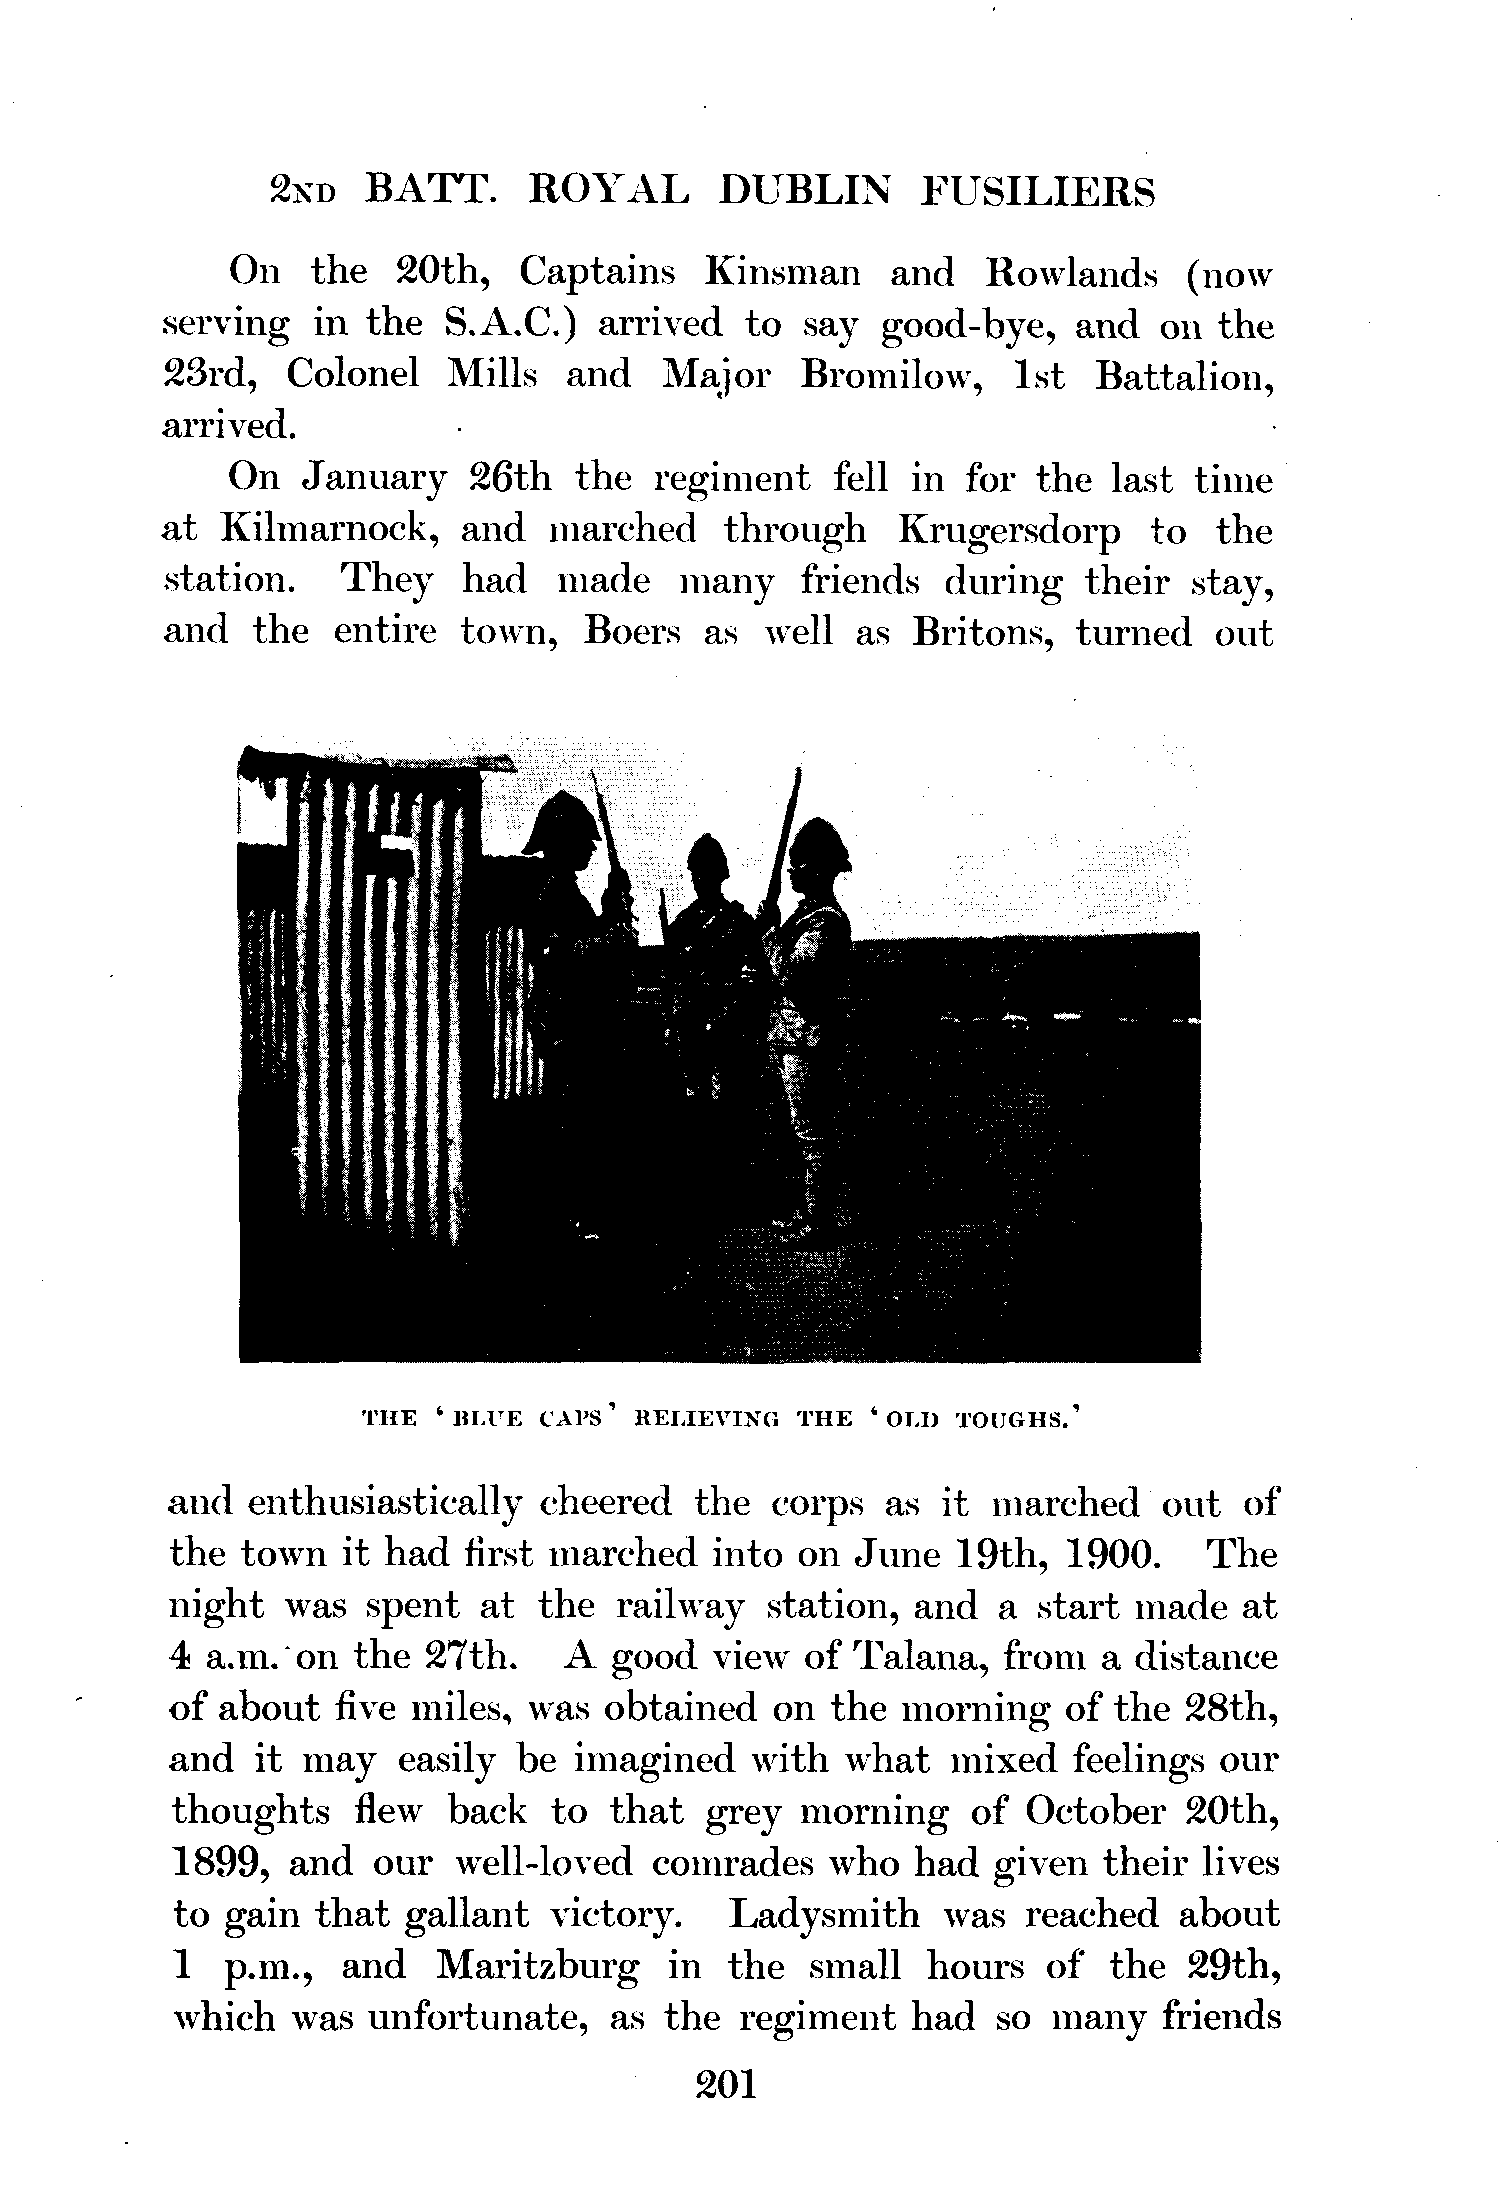 2ND BATT. ROYAL DUBLIN FUSILIERS
On the 20th, Captains Kinsman and Rowlands (now
serving in the S.A.C.) arrived to say good-bye, and on the
23rd, Colonel Mills and Major Bromilow, 1st Battalion,
arrived.
On January 26th the regiment fell in for the last time
at Kilmarnock, and marched through Krugersdorp to the
station. They had made many friends during their stay,
and the entire town, Boers as well as Britons, turned out
THE ‘BLUE CAPS’ RELIEVING THE ‘OLD TOUGHS.’
and enthusiastically cheered the corps as it marched out of
the town it had first marched into on June 19th, 1900. The
night was spent at the railway station, and a start made at
4 a.m. on the 27th. A good view of Talana, from a distance
of about five miles, was obtained on the morning of the 28th,
and it may easily be imagined with what mixed feelings our
thoughts flew back to that grey morning of October 20th,
1899, and our well-loved comrades who had given their lives
to gain that gallant victory. Ladysmith was reached about
1 p.m., and Maritzburg in the small hours of the 29th,
which was unfortunate, as the regiment had so many friends
201